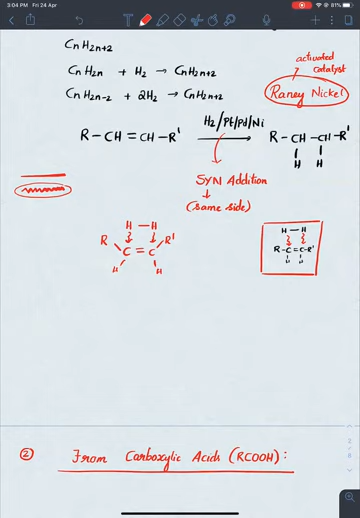 3:04 PM Fri 24 Apr
CnH2n+2
activated
catalyst
CnH2n + H2 → CnH2n+2
Raney Nickel
CnH2n-2 + 2H2 → CnH2n+2
R-CH=CH-R' H2/Pt/Pd/Ni R-CH-CH-R'
H H
SYN Addition
(same side)
H-H
R R'
C=C
H H
H-H
R-C=C-R'
H H
② From Carboxylic Acids (RCOOH):